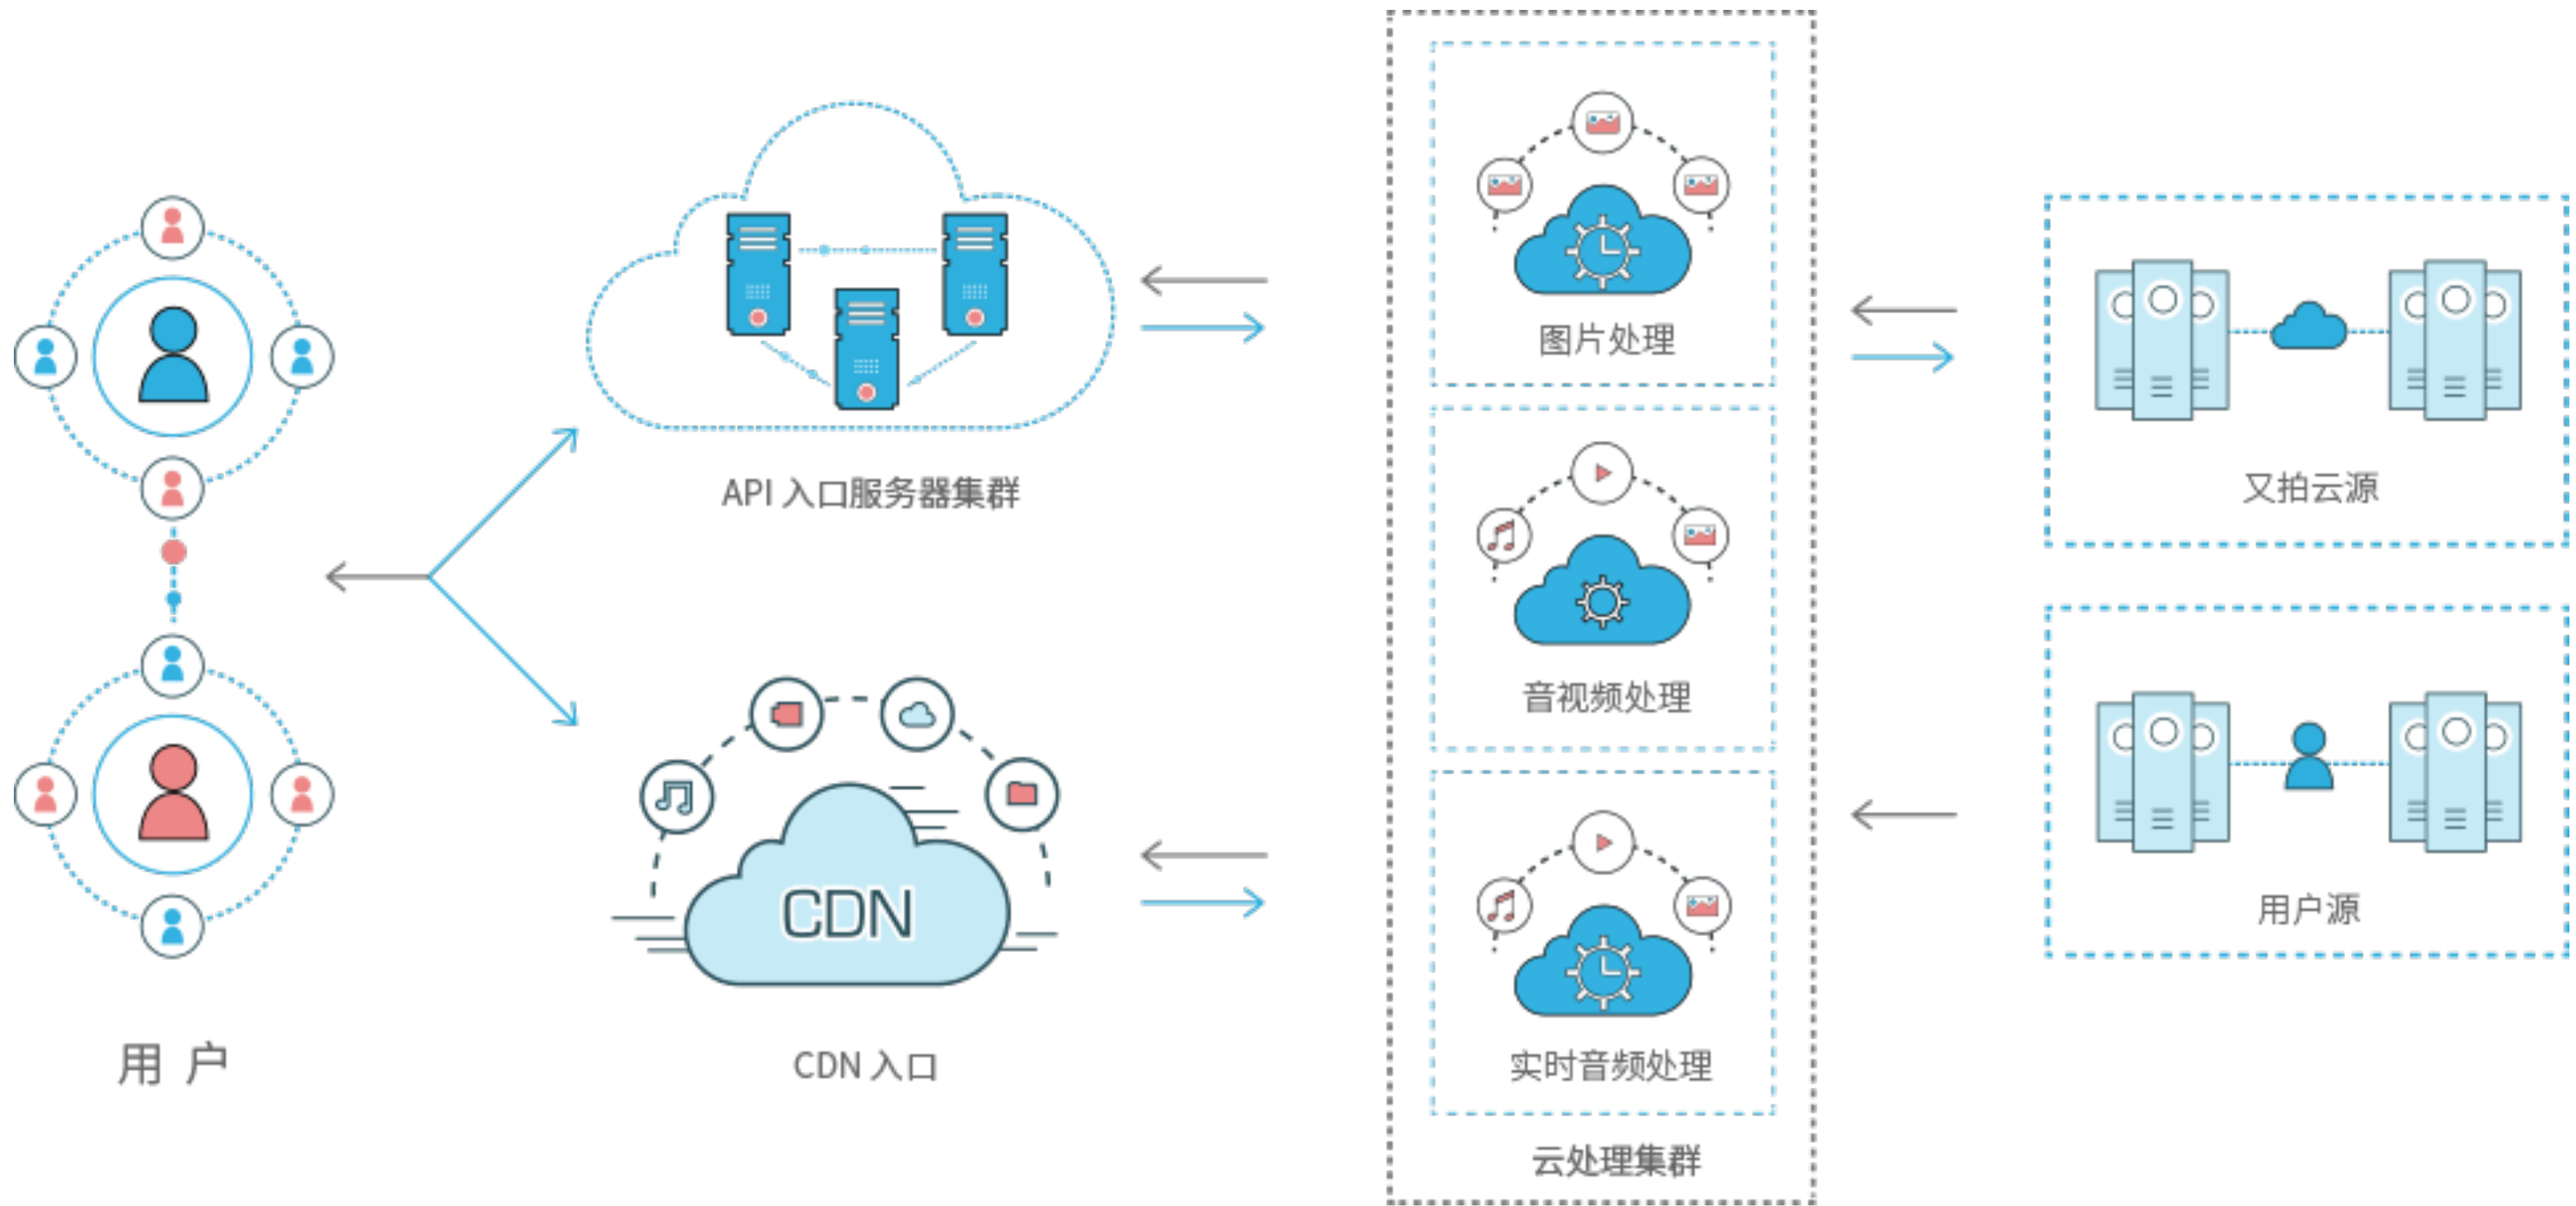 用 户
API 入口服务器集群
CDN
CDN 入口
图片处理
音视频处理
实时音频处理
云处理集群
又拍云源
用户源